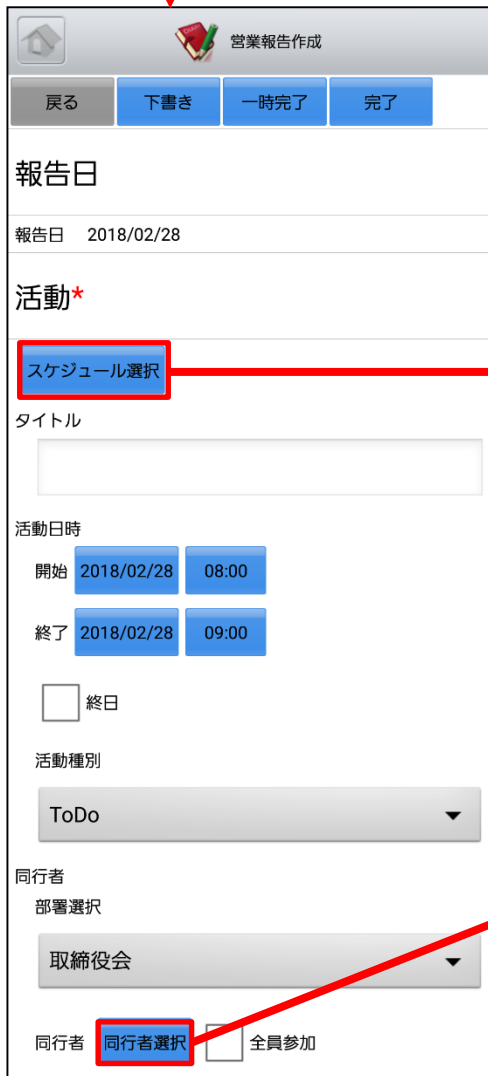 営業報告作成
戻る 下書き 一時完了 完了
報告日
報告日 2018/02/28
活動*
スケジュール選択
タイトル
活動日時
開始 2018/02/28 08:00
終了 2018/02/28 09:00
終日
活動種別
ToDo
同行者
部署選択
取締役会
同行者 同行者選択 全員参加